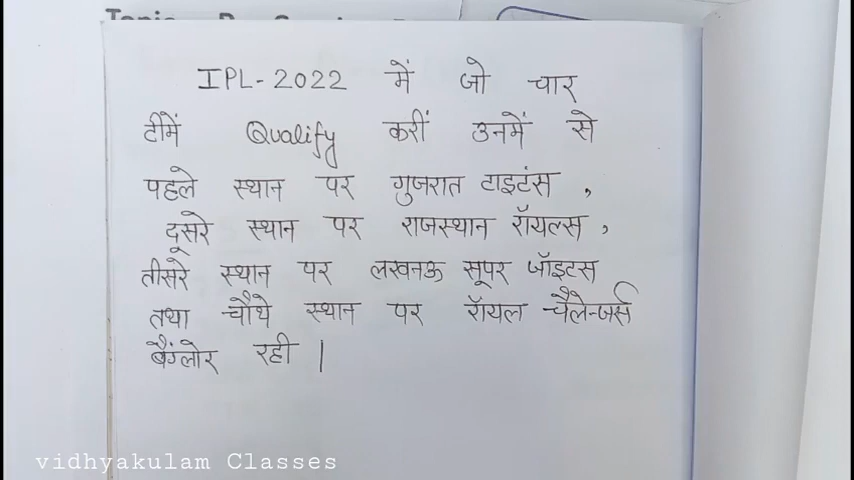 IPL-2022 में जो चार
टीमें Qualify करीं उनमें से
पहले स्थान पर गुजरात टाइटंस ,
दूसरे स्थान पर राजस्थान रॉयल्स ,
तीसरे स्थान पर लखनऊ सूपर जॉइटस
तथा चौथे स्थान पर रॉयल चैलेन्जर्स
बैंग्लोर रही |
vidhyakulam Classes